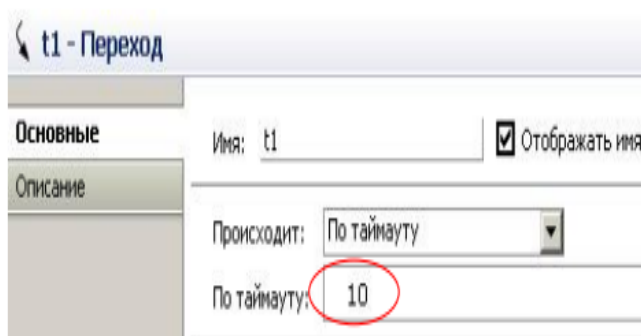 t1 - Переход
Основные
Описание
Имя: t1
Отображать имя
Происходит: По таймауту
По таймауту: 10